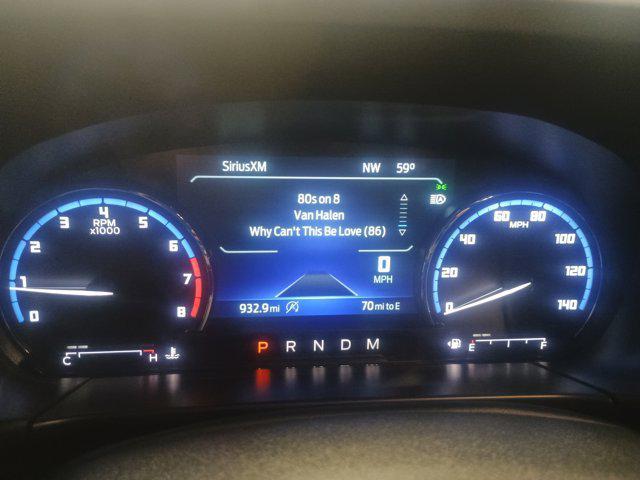 SiriusXM NW 59°
80s on 8
Van Halen
Why Can't This Be Love (86)
0
MPH
932.9 mi 70 mi to E
0 1 2 3 4 5 6 7 8
RPM
x1000
0 20 40 60 80 100 120 140
MPH
C H
P R N D M
E F